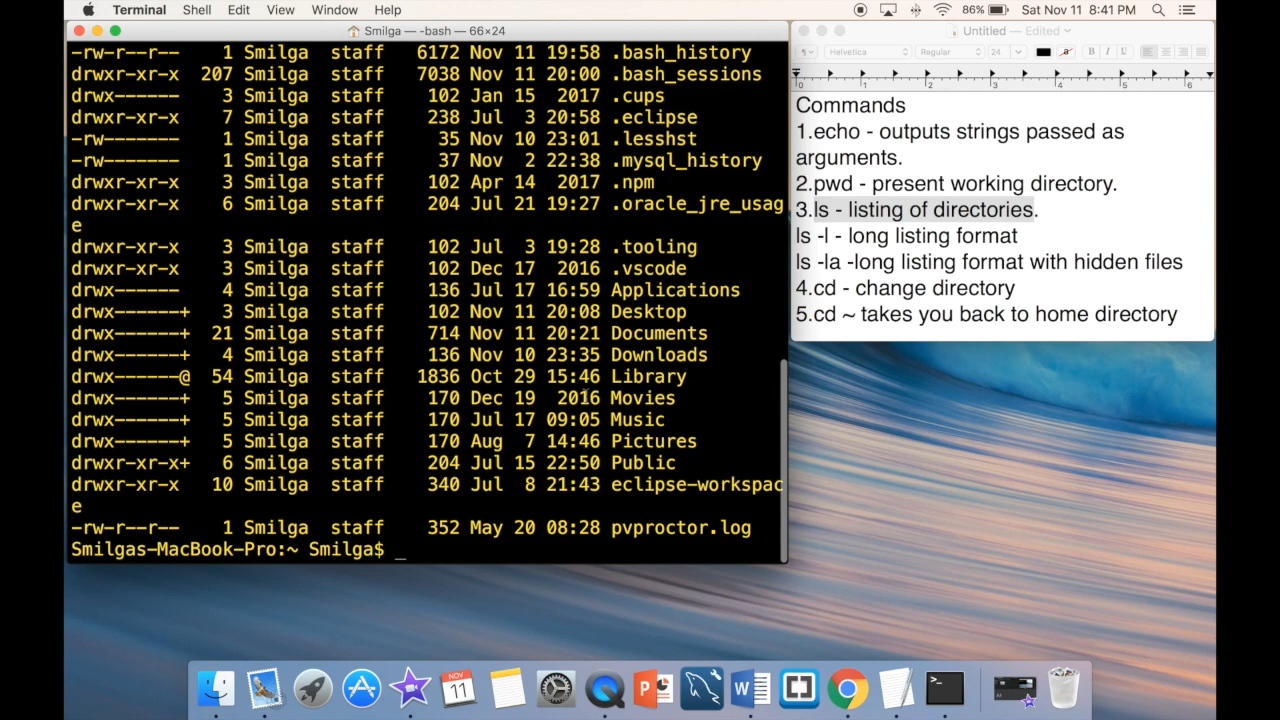 Terminal Shell Edit View Window Help 86% Sat Nov 11 8:41 PM
Smilga — -bash — 66×24
-rw-r--r-- 1 Smilga staff 6172 Nov 11 19:58 .bash_history
drwxr-xr-x 207 Smilga staff 7038 Nov 11 20:00 .bash_sessions
drwx------ 3 Smilga staff 102 Jan 15 2017 .cups
drwxr-xr-x 7 Smilga staff 238 Jul 3 20:58 .eclipse
-rw------- 1 Smilga staff 35 Nov 10 23:01 .lesshst
-rw------- 1 Smilga staff 37 Nov 2 22:38 .mysql_history
drwxr-xr-x 3 Smilga staff 102 Apr 14 2017 .npm
drwxr-xr-x 6 Smilga staff 204 Jul 21 19:27 .oracle_jre_usag
e
drwxr-xr-x 3 Smilga staff 102 Jul 3 19:28 .tooling
drwxr-xr-x 3 Smilga staff 102 Dec 17 2016 .vscode
drwx------ 4 Smilga staff 136 Jul 17 16:59 Applications
drwx------+ 3 Smilga staff 102 Nov 11 20:08 Desktop
drwx------+ 21 Smilga staff 714 Nov 11 20:21 Documents
drwx------+ 4 Smilga staff 136 Nov 10 23:35 Downloads
drwx------@ 54 Smilga staff 1836 Oct 29 15:46 Library
drwx------+ 5 Smilga staff 170 Dec 19 2016 Movies
drwx------+ 5 Smilga staff 170 Jul 17 09:05 Music
drwx------+ 5 Smilga staff 170 Aug 7 14:46 Pictures
drwxr-xr-x+ 6 Smilga staff 204 Jul 15 22:50 Public
drwxr-xr-x 10 Smilga staff 340 Jul 8 21:43 eclipse-workspac
e
-rw-r--r-- 1 Smilga staff 352 May 20 08:28 pvproctor.log
Smilgas-MacBook-Pro:~ Smilga$ _
Untitled — Edited
Helvetica Regular 24 a B I U
0 1 2 3 4 5 6
Commands
1.echo - outputs strings passed as
arguments.
2.pwd - present working directory.
3.ls - listing of directories.
ls -l - long listing format
ls -la -long listing format with hidden files
4.cd - change directory
5.cd ~ takes you back to home directory
NOV
11
P
W
>_